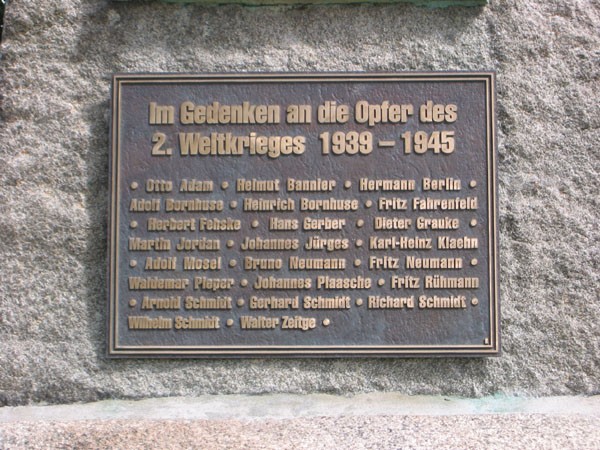 Im Gedenken an die Opfer des
2. Weltkrieges 1939 – 1945
• Otto Adam • Helmut Bannier • Hermann Berlin •
Adolf Bornhuse • Heinrich Bornhuse • Fritz Fahrenfeld
• Herbert Fehske • Hans Gerber • Dieter Grauke •
Martin Jordan • Johannes Jürges • Karl-Heinz Klaehn
• Adolf Mosel • Bruno Neumann • Fritz Neumann •
Waldemar Pieper • Johannes Plaasche • Fritz Rühmann
• Arnold Schmidt • Gerhard Schmidt • Richard Schmidt •
Wilhelm Schmidt • Walter Zeitge •